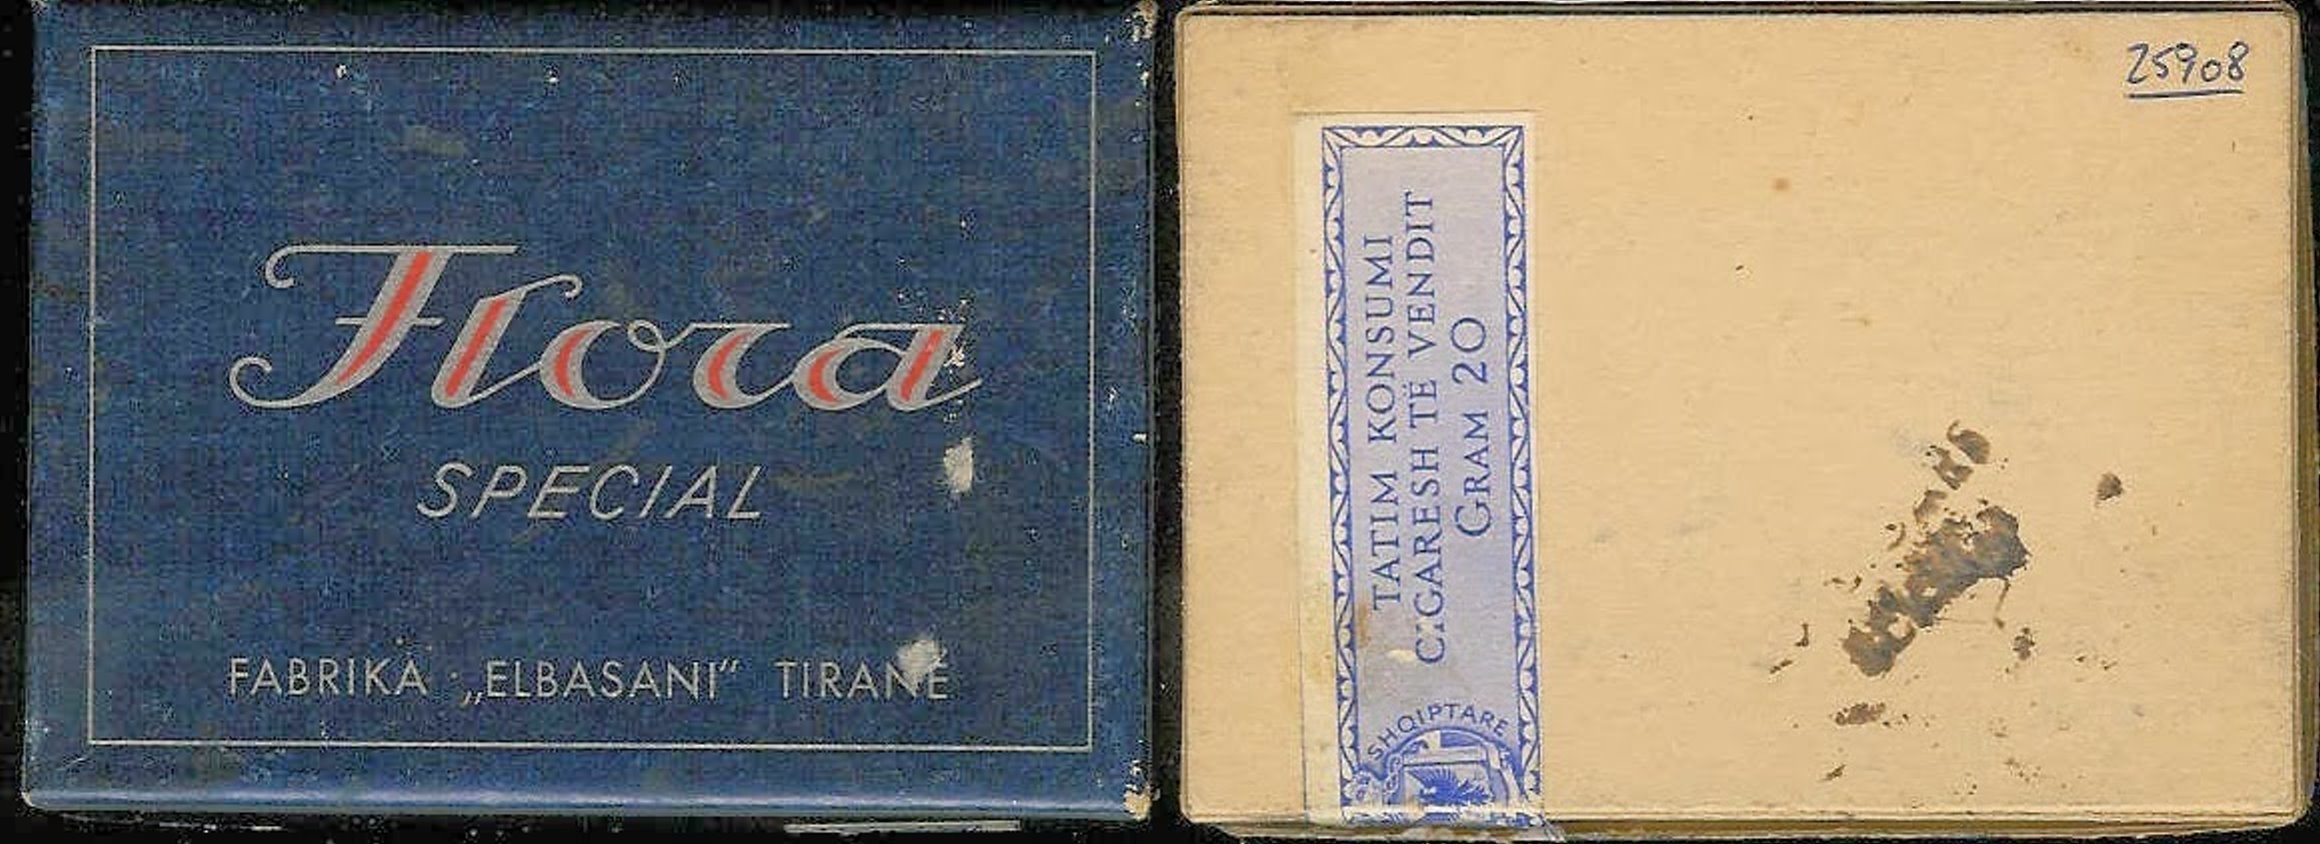 Flora
SPECIAL
FABRIKA „ELBASANI“ TIRANË
25908
TATIM KONSUMI
CIGARESH TË VENDIT
GRAM 20
SHQIPTARE